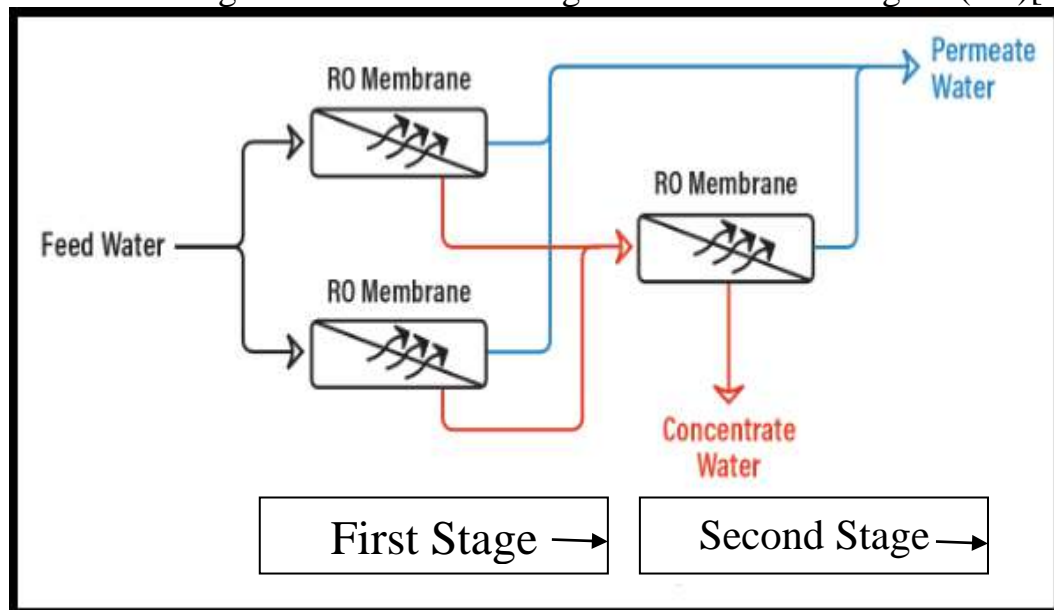 RO Membrane
Permeate
Water
RO Membrane
Feed Water
RO Membrane
Concentrate
Water
First Stage
Second Stage